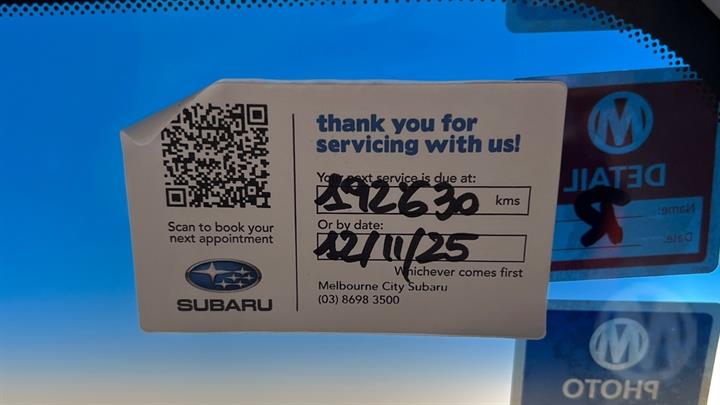 thank you for
servicing with us!
Your next service is due at:
192630 kms
Or by date:
12/11/25
Whichever comes first
Melbourne City Subaru
(03) 8698 3500
Scan to book your
next appointment
SUBARU
M
DETAIL
Name:
Date:
M
PHOTO